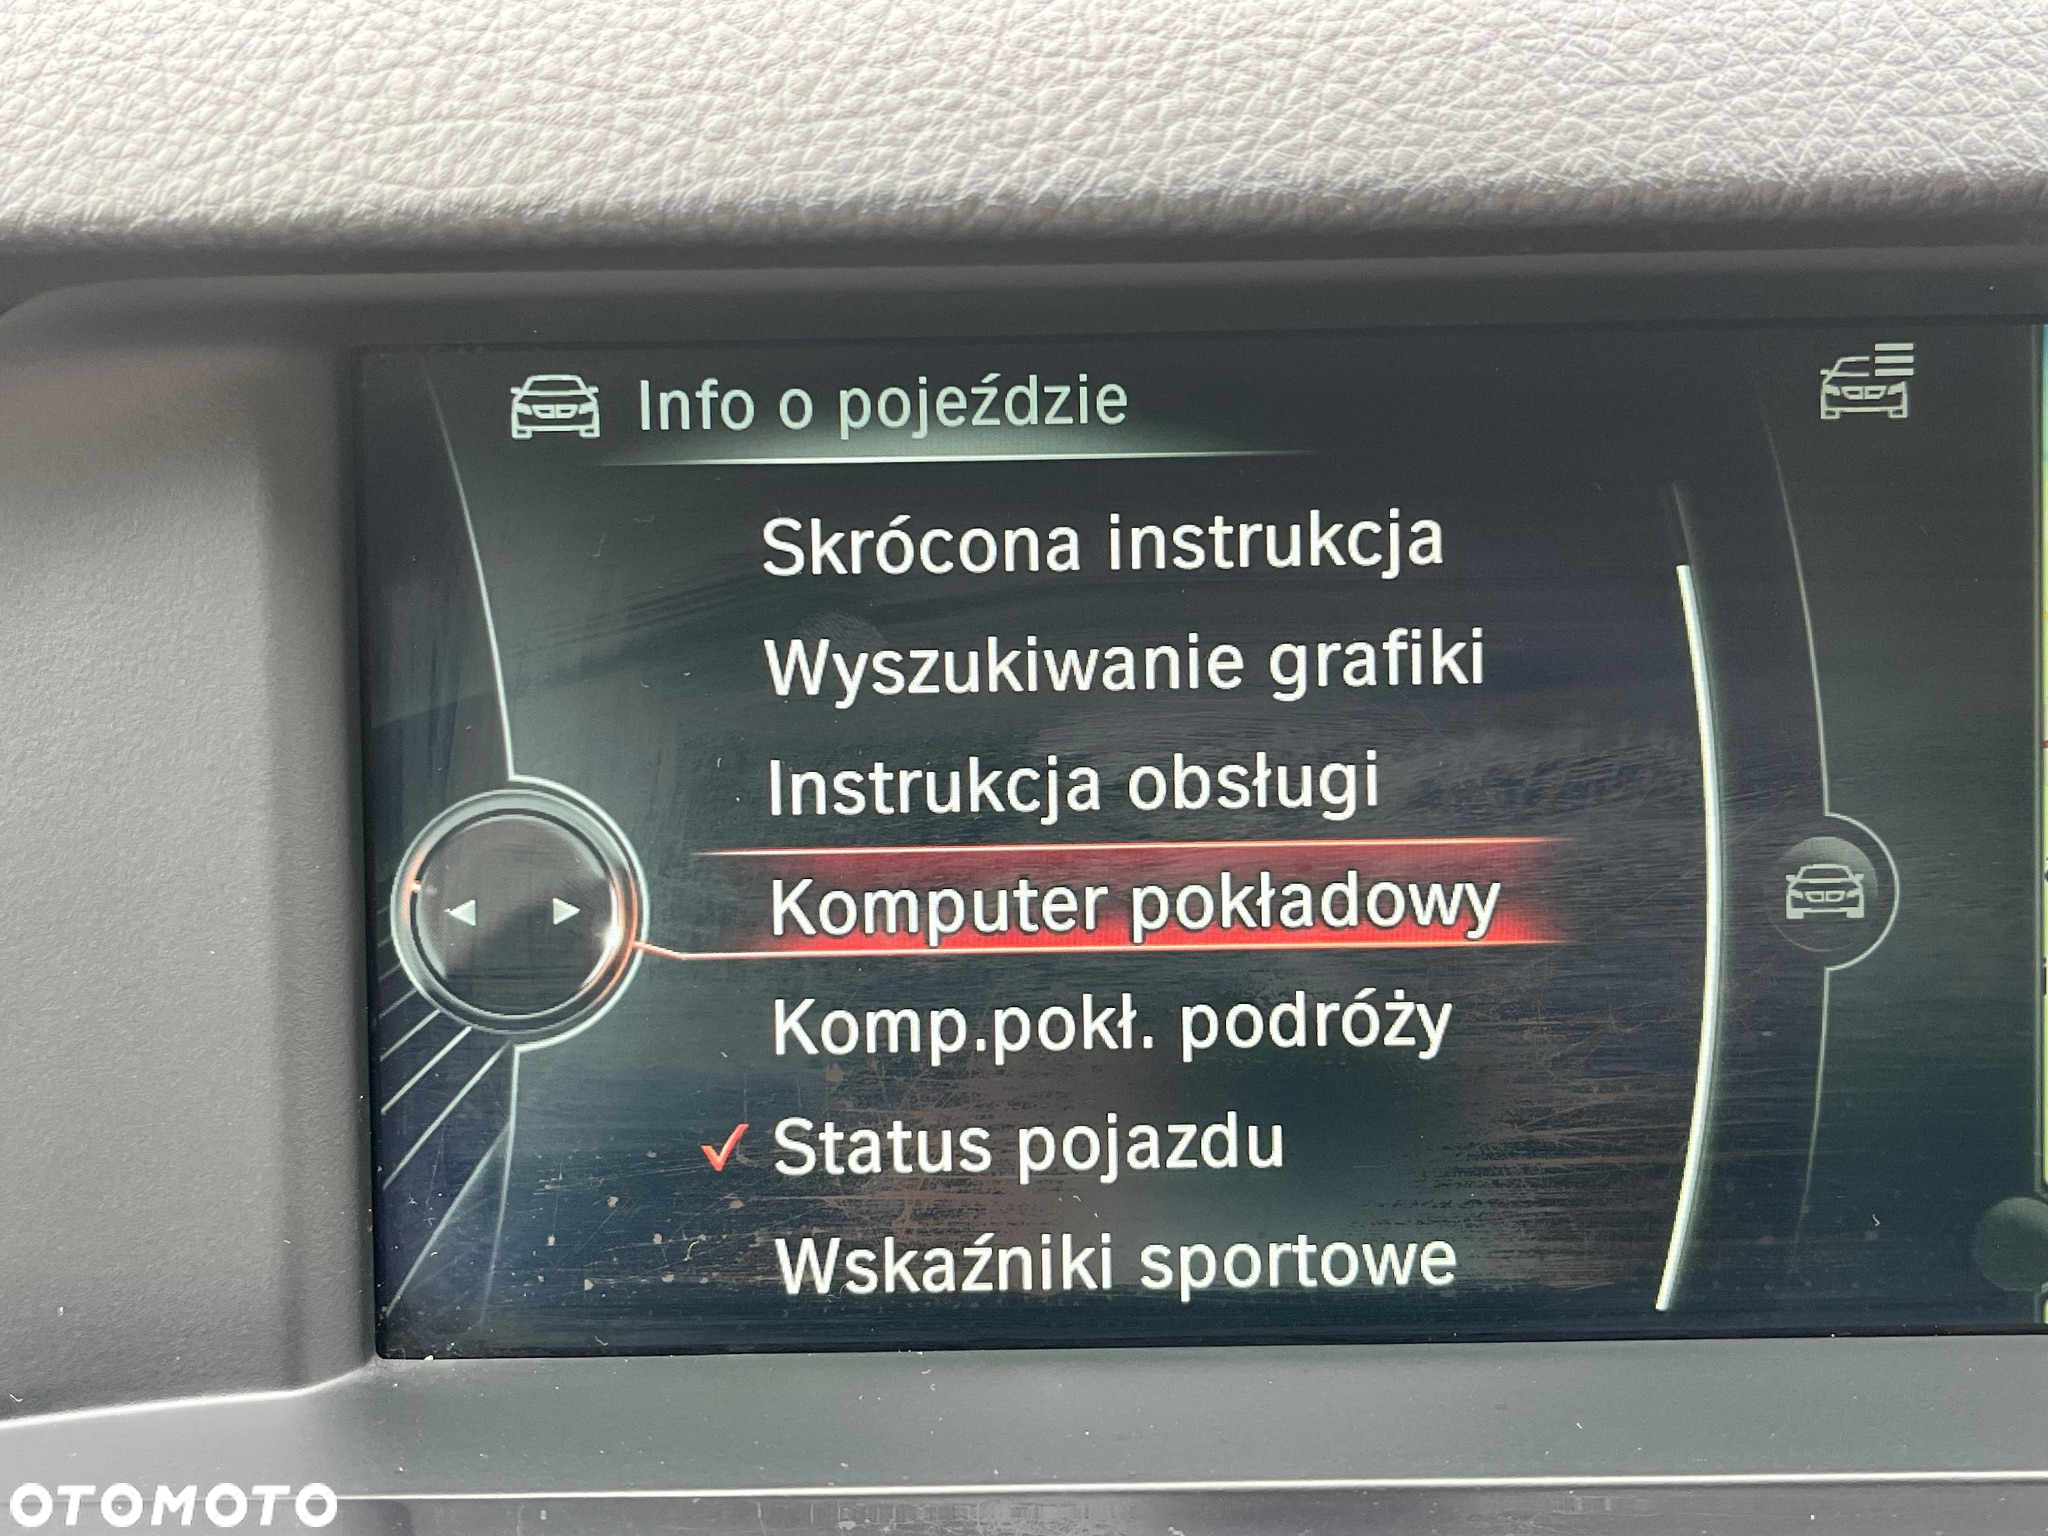 Info o pojeździe
Skrócona instrukcja
Wyszukiwanie grafiki
Instrukcja obsługi
Komputer pokładowy
Komp.pokł. podróży
Status pojazdu
Wskaźniki sportowe
OTOMOTO